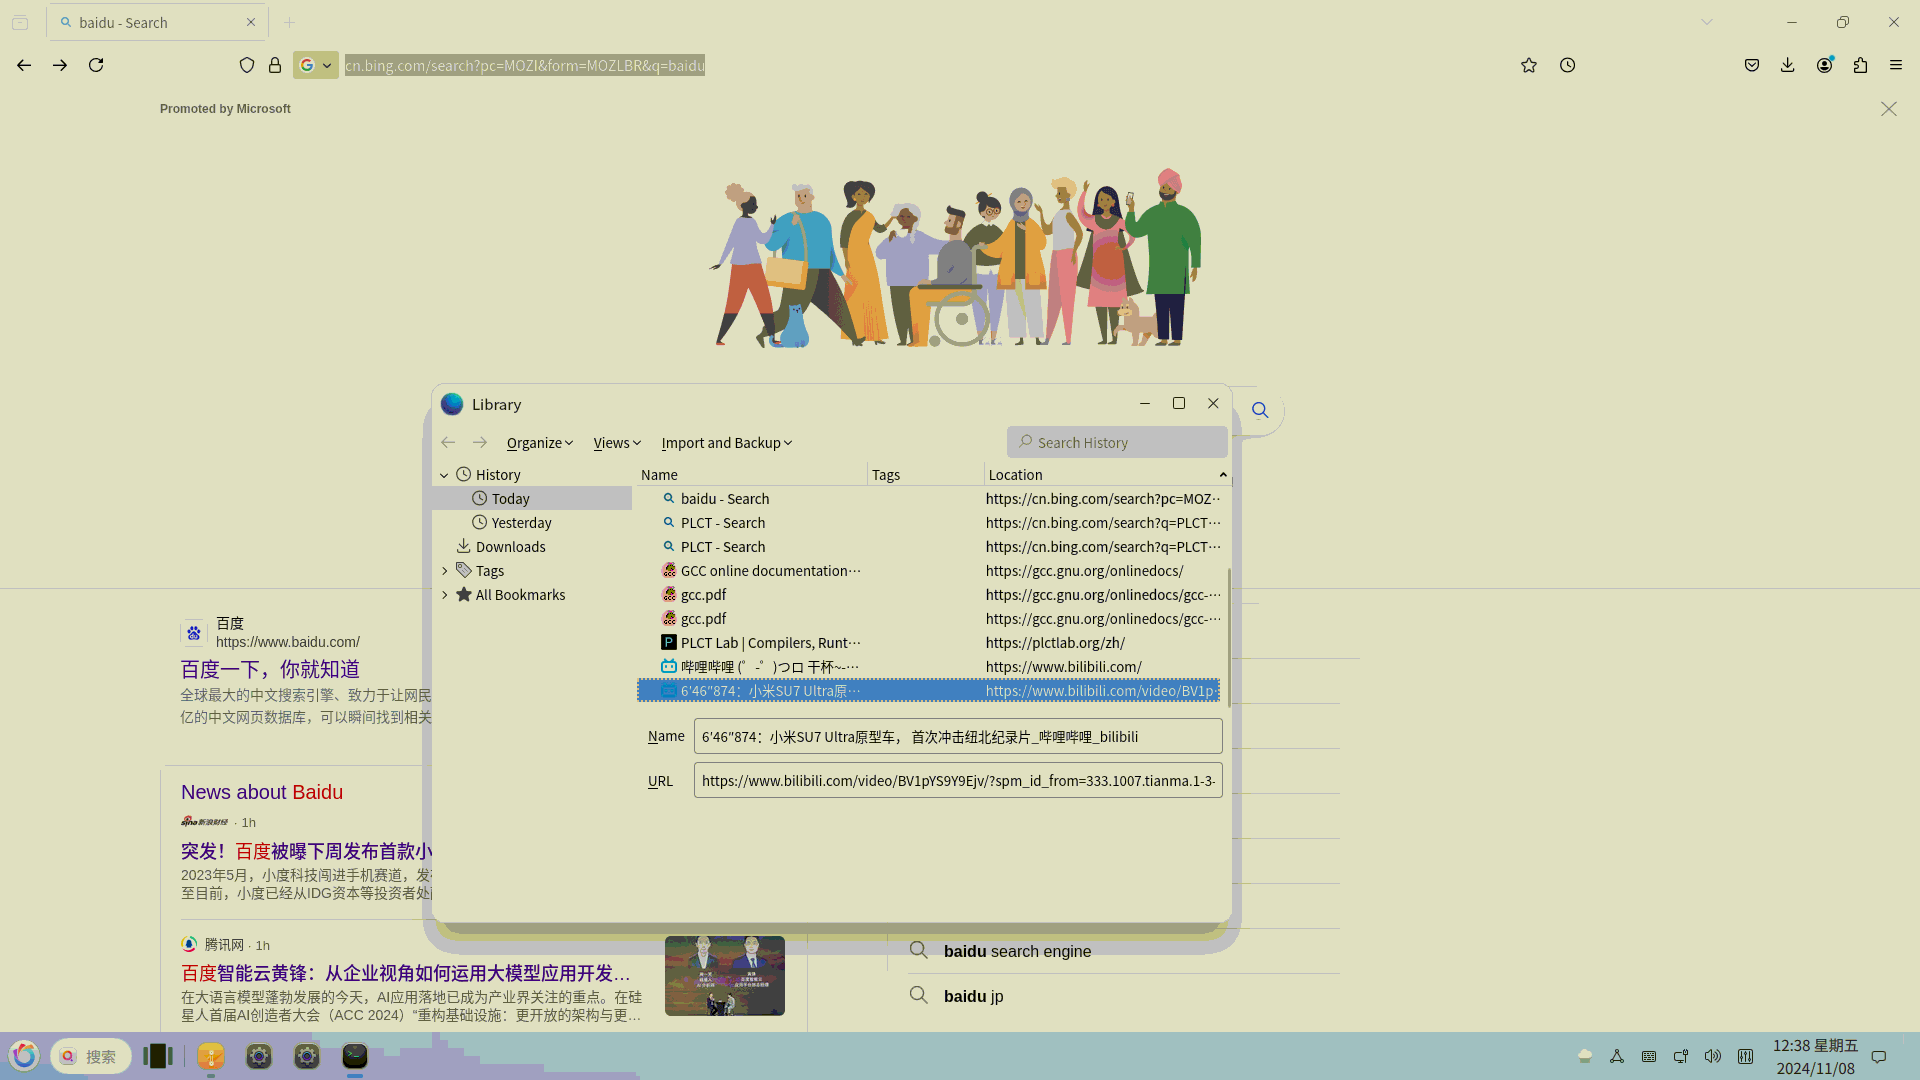 baidu - Search
cn.bing.com/search?pc=MOZI&form=MOZLBR&q=baidu
Promoted by Microsoft
Library
Organize
Views
Import and Backup
Search History
History
Today
Yesterday
Downloads
Tags
All Bookmarks
Name
Tags
Location
baidu - Search
https://cn.bing.com/search?pc=MOZ···
PLCT - Search
https://cn.bing.com/search?q=PLCT···
PLCT - Search
https://cn.bing.com/search?q=PLCT···
GCC online documentation···
https://gcc.gnu.org/onlinedocs/
gcc.pdf
https://gcc.gnu.org/onlinedocs/gcc-···
gcc.pdf
https://gcc.gnu.org/onlinedocs/gcc-···
PLCT Lab | Compilers, Runt···
https://plctlab.org/zh/
哔哩哔哩 (゜-゜)つロ 干杯~-···
https://www.bilibili.com/
6′46″874：小米SU7 Ultra原···
https://www.bilibili.com/video/BV1p·
Name
6′46″874：小米SU7 Ultra原型车， 首次冲击纽北纪录片_哔哩哔哩_bilibili
URL
https://www.bilibili.com/video/BV1pYS9Y9Ejv/?spm_id_from=333.1007.tianma.1-3-
百度
https://www.baidu.com/
百度一下，你就知道
全球最大的中文搜索引擎、致力于让网民
亿的中文网页数据库，可以瞬间找到相关
News about Baidu
sina新浪财经 · 1h
突发！百度被曝下周发布首款小
2023年5月，小度科技闯进手机赛道，发
至目前，小度已经从IDG资本等投资者处
腾讯网 · 1h
百度智能云黄锋：从企业视角如何运用大模型应用开发...
在大语言模型蓬勃发展的今天，AI应用落地已成为产业界关注的重点。在硅
星人首届AI创造者大会（ACC 2024）“重构基础设施：更开放的架构与更...
baidu search engine
baidu jp
搜索
12:38 星期五
2024/11/08